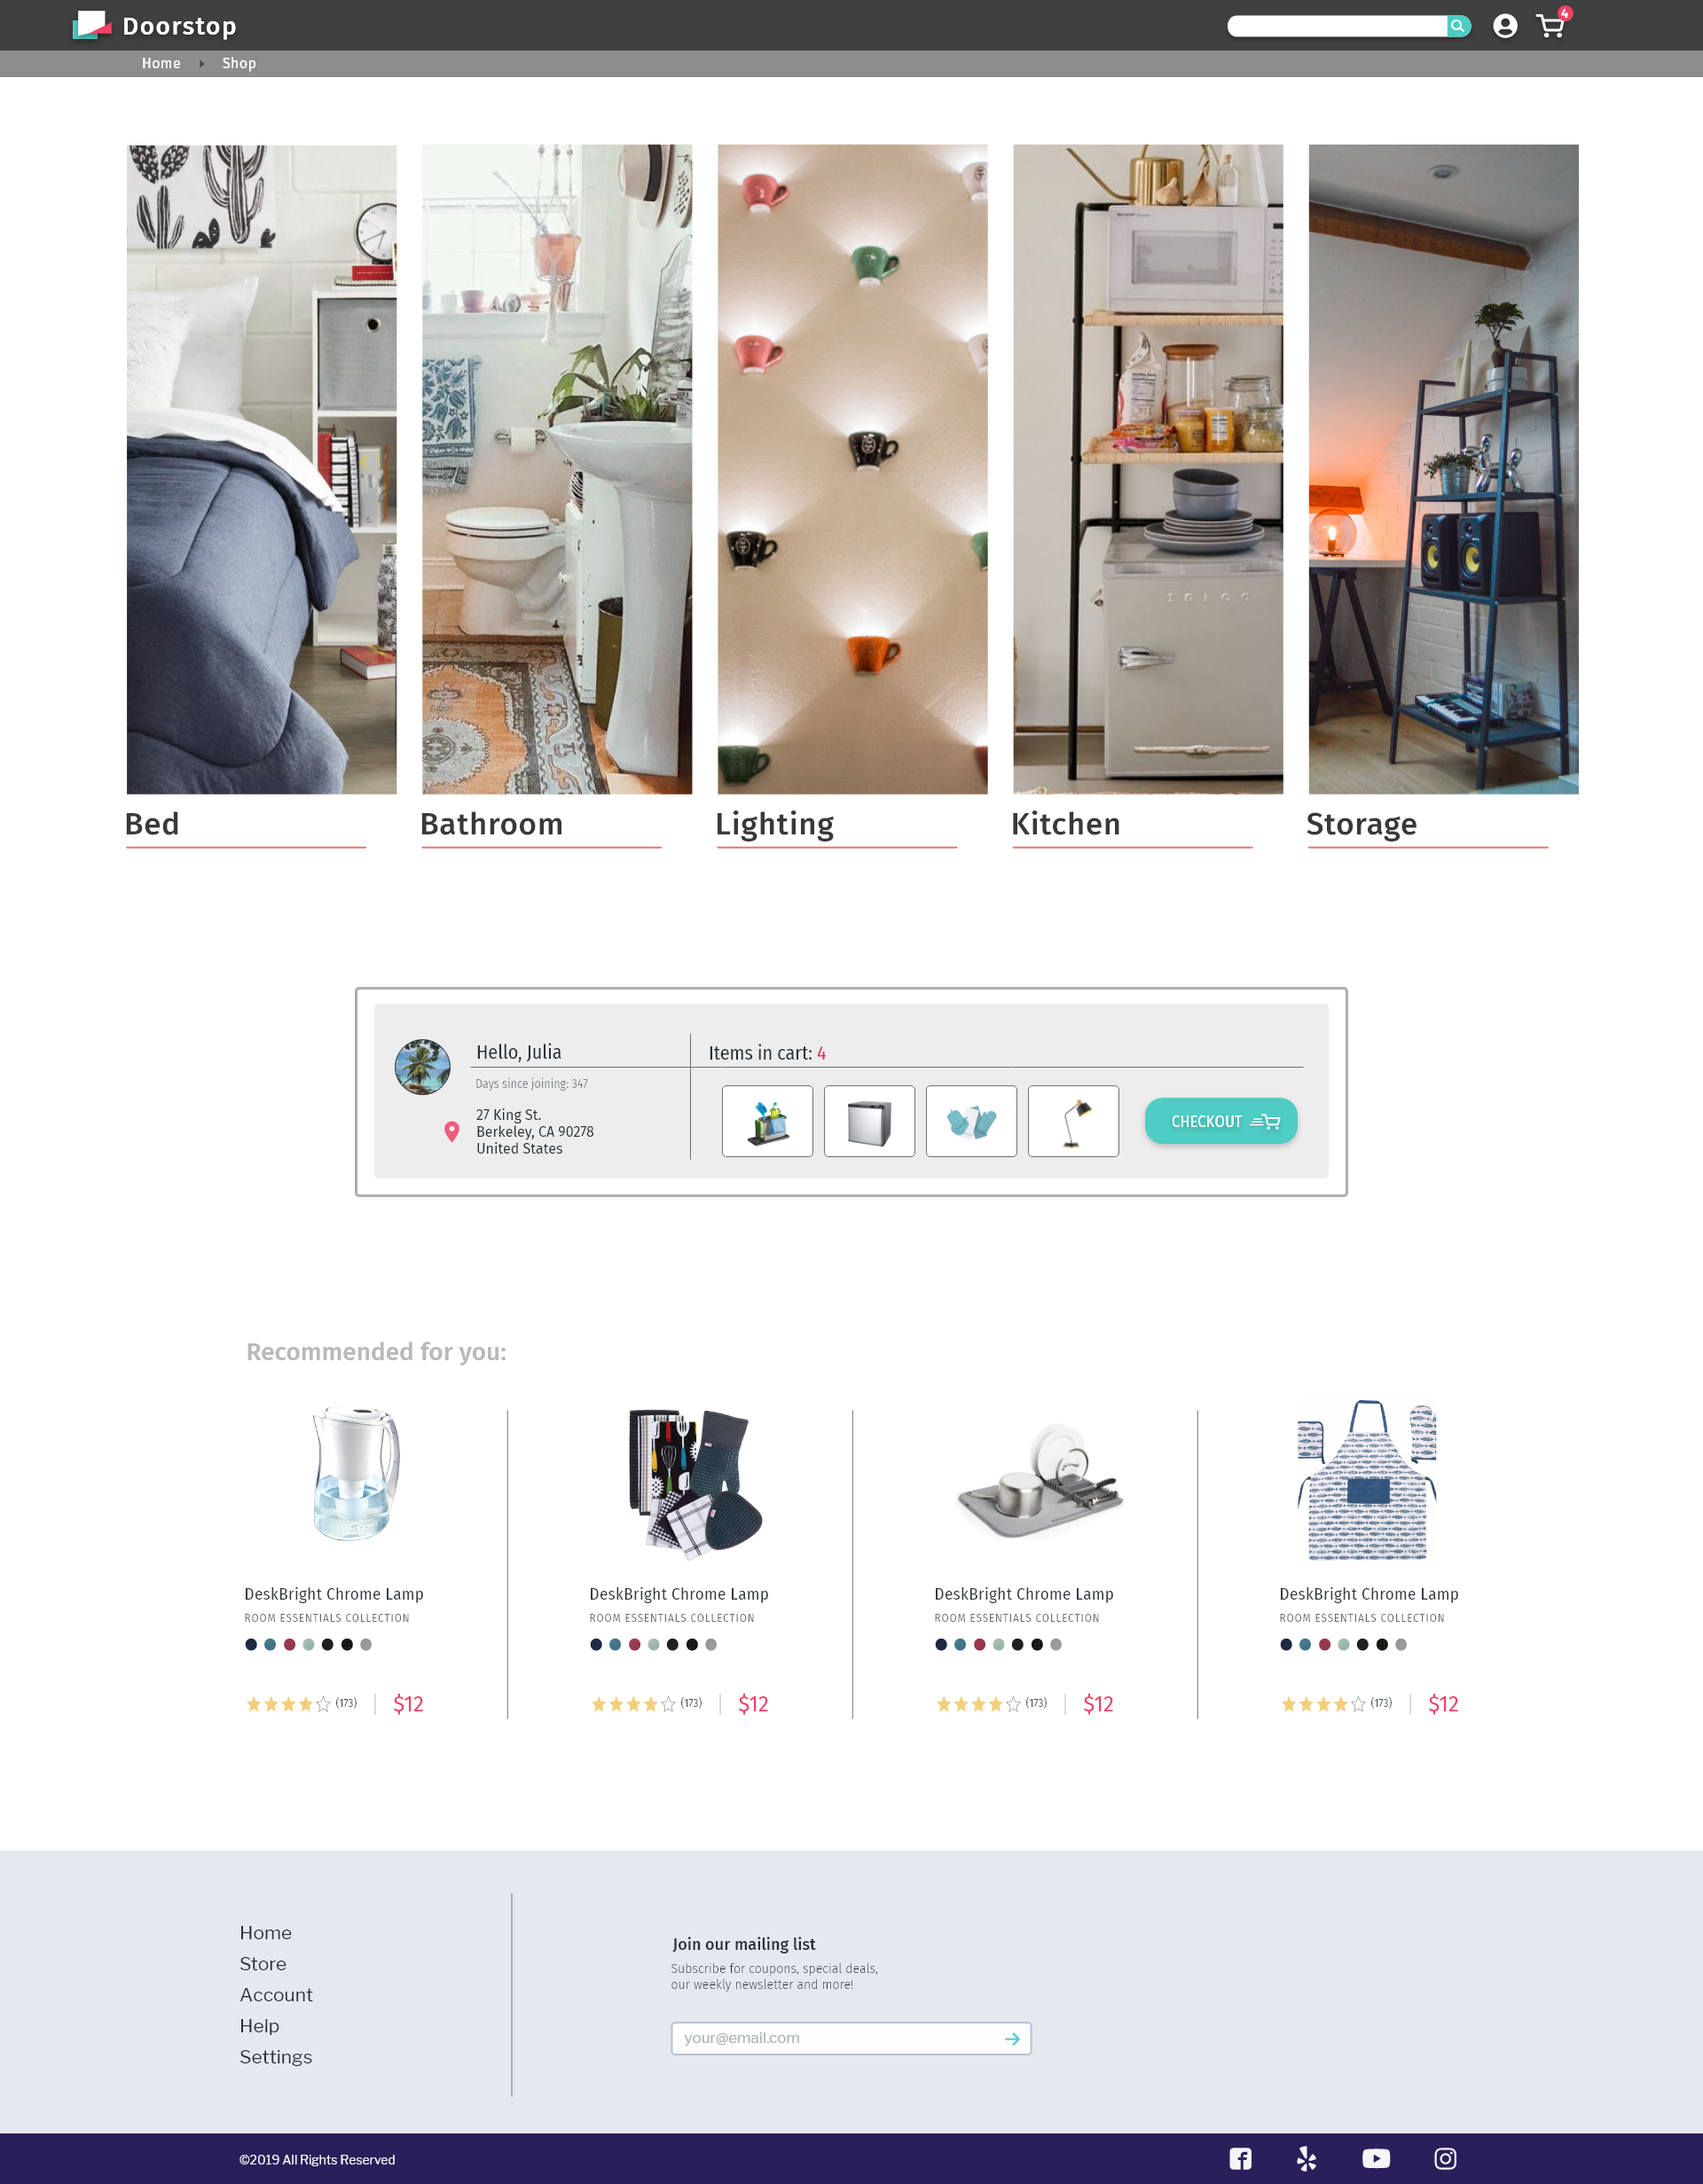 Doorstop
4
Home
Shop
IGLOO
Bed
Bathroom
Lighting
Kitchen
Storage
Hello, Julia
Days since joining: 347
27 King St.
Berkeley, CA 90278
United States
Items in cart: 4
CHECKOUT
Recommended for you:
DeskBright Chrome Lamp
ROOM ESSENTIALS COLLECTION
(173)
$12
DeskBright Chrome Lamp
ROOM ESSENTIALS COLLECTION
(173)
$12
DeskBright Chrome Lamp
ROOM ESSENTIALS COLLECTION
(173)
$12
DeskBright Chrome Lamp
ROOM ESSENTIALS COLLECTION
(173)
$12
Home
Store
Account
Help
Settings
Join our mailing list
Subscribe for coupons, special deals,
our weekly newsletter and more!
your@email.com
©2019 All Rights Reserved